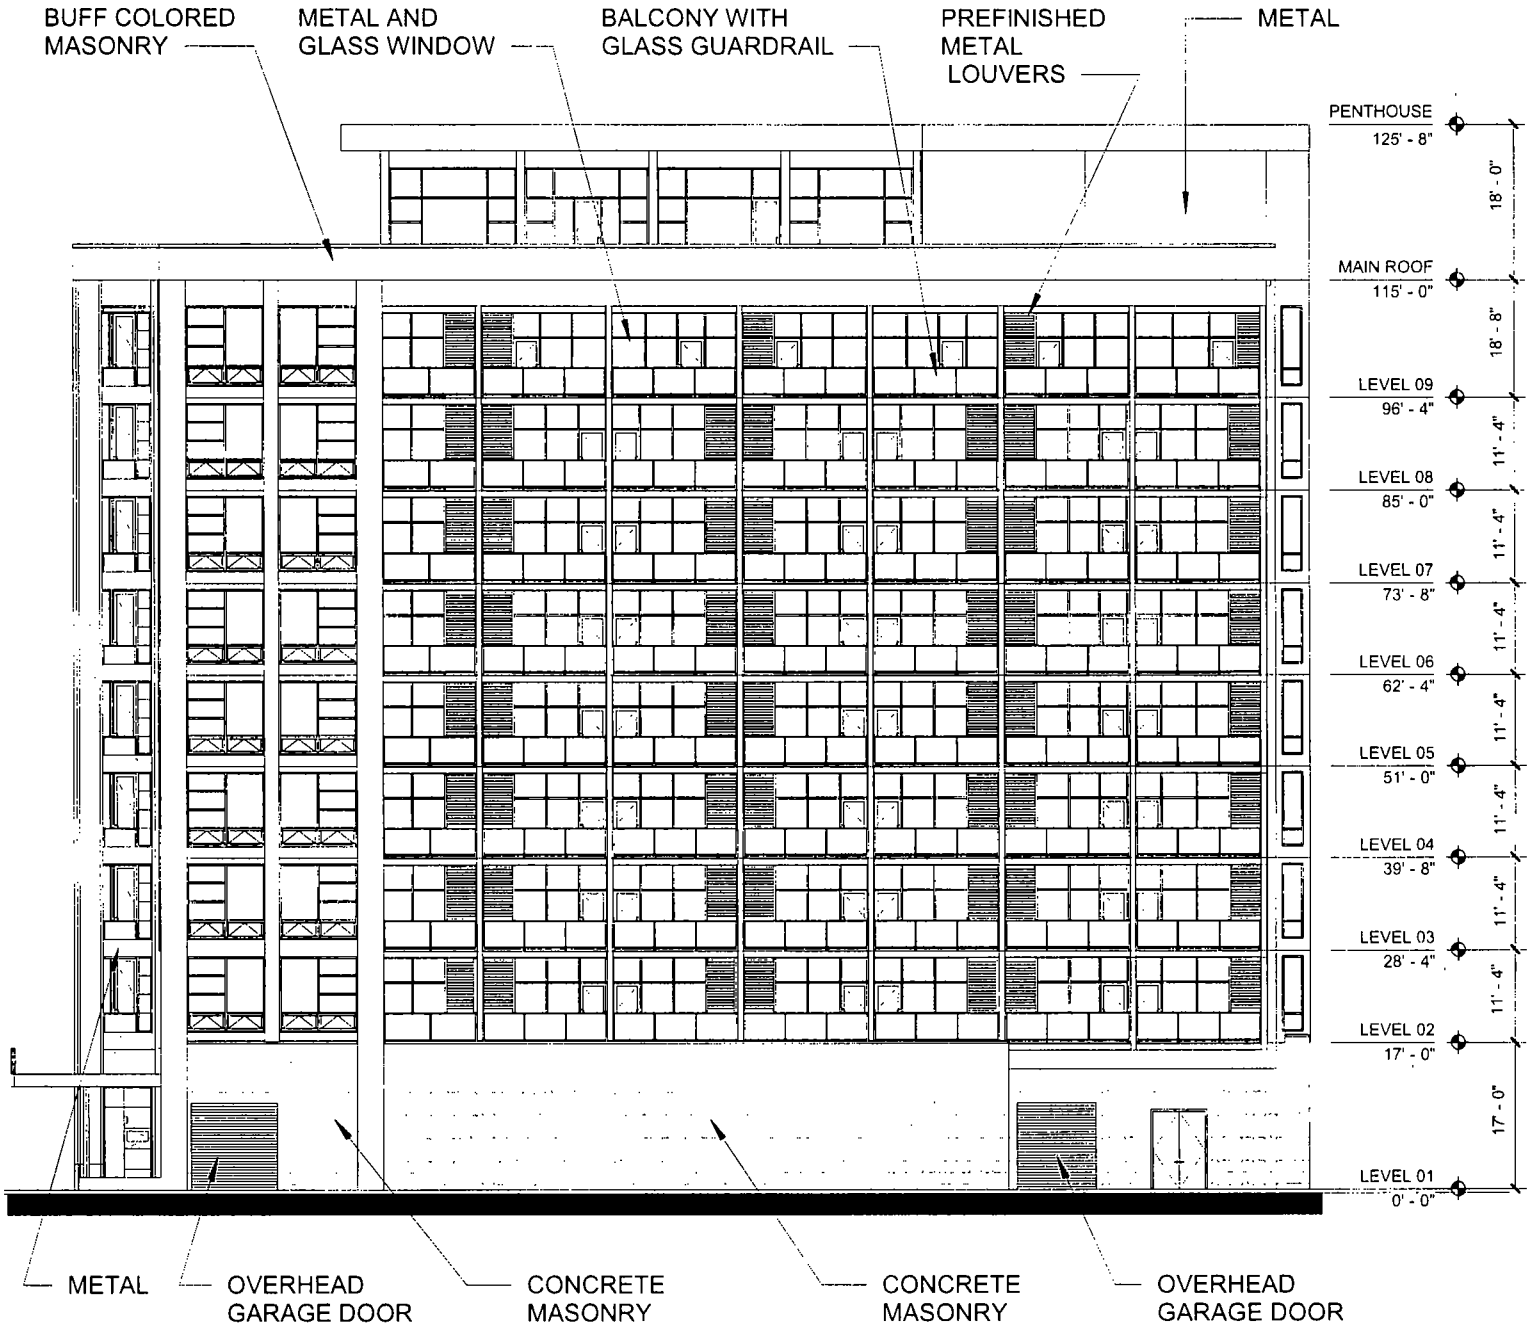 BUFF COLORED
MASONRY
METAL AND
GLASS WINDOW
BALCONY WITH
GLASS GUARDRAIL
PREFINISHED
METAL
LOUVERS
METAL
PENTHOUSE
125' - 8"
18' - 0"
MAIN ROOF
115' - 0"
18' - 8"
LEVEL 09
96' - 4"
11' - 4"
LEVEL 08
85' - 0"
11' - 4"
LEVEL 07
73' - 8"
11' - 4"
LEVEL 06
62' - 4"
11' - 4"
LEVEL 05
51' - 0"
11' - 4"
LEVEL 04
39' - 8"
11' - 4"
LEVEL 03
28' - 4"
11' - 4"
LEVEL 02
17' - 0"
17' - 0"
LEVEL 01
0' - 0"
METAL
OVERHEAD
GARAGE DOOR
CONCRETE
MASONRY
CONCRETE
MASONRY
OVERHEAD
GARAGE DOOR